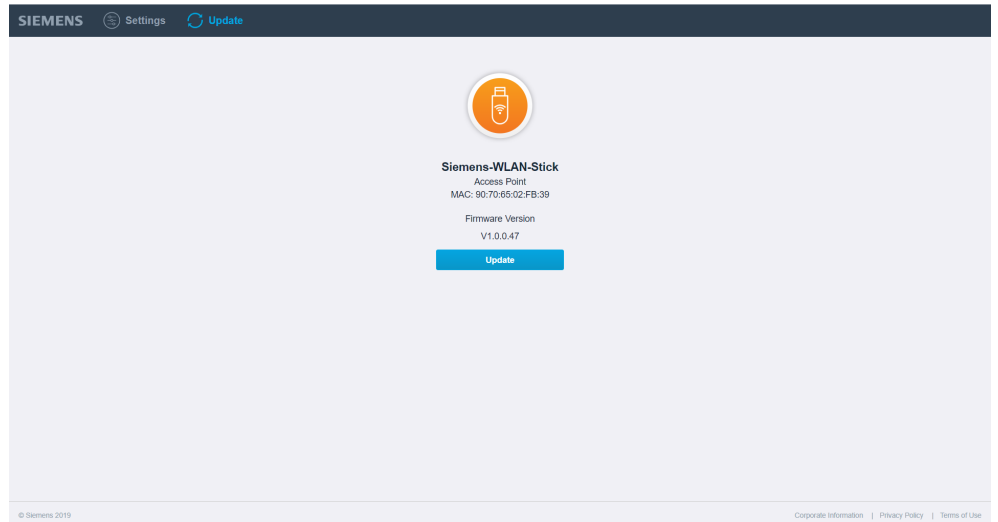 SIEMENS Settings Update
Siemens-WLAN-Stick
Access Point
MAC: 90:70:65:02:FB:39
Firmware Version
V1.0.0.47
Update
© Siemens 2019 Corporate Information | Privacy Policy | Terms of Use